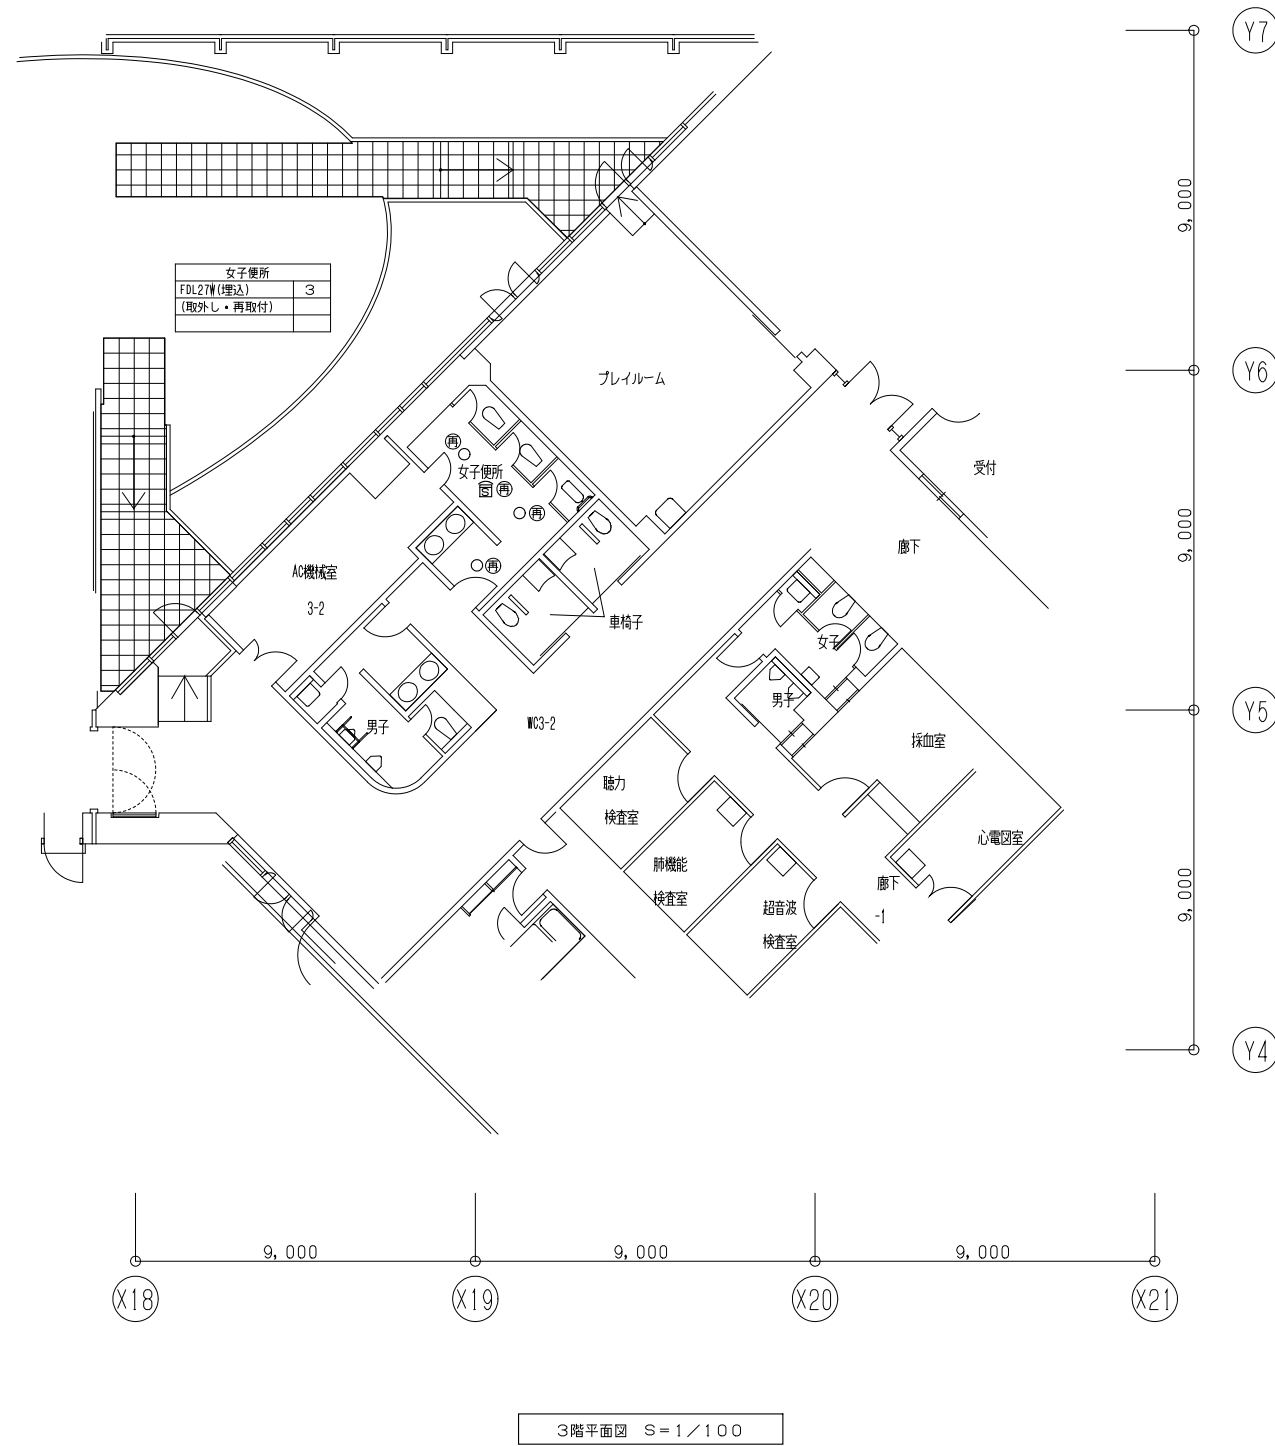 Y7
9,000
女子便所
FDL27W(埋込) 3
(取外し・再取付)
Y6
プレイルーム
受付
再
女子便所
S 再
再
廊下
9,000
再
AC機械室
3-2
車椅子
女子
男子
Y5
WC3-2
男子
採血室
聴力
検査室
心電図室
肺機能
検査室
廊下
-1
超音波
検査室
9,000
Y4
9,000 9,000 9,000
X18 X19 X20 X21
3階平面図 S=1/100